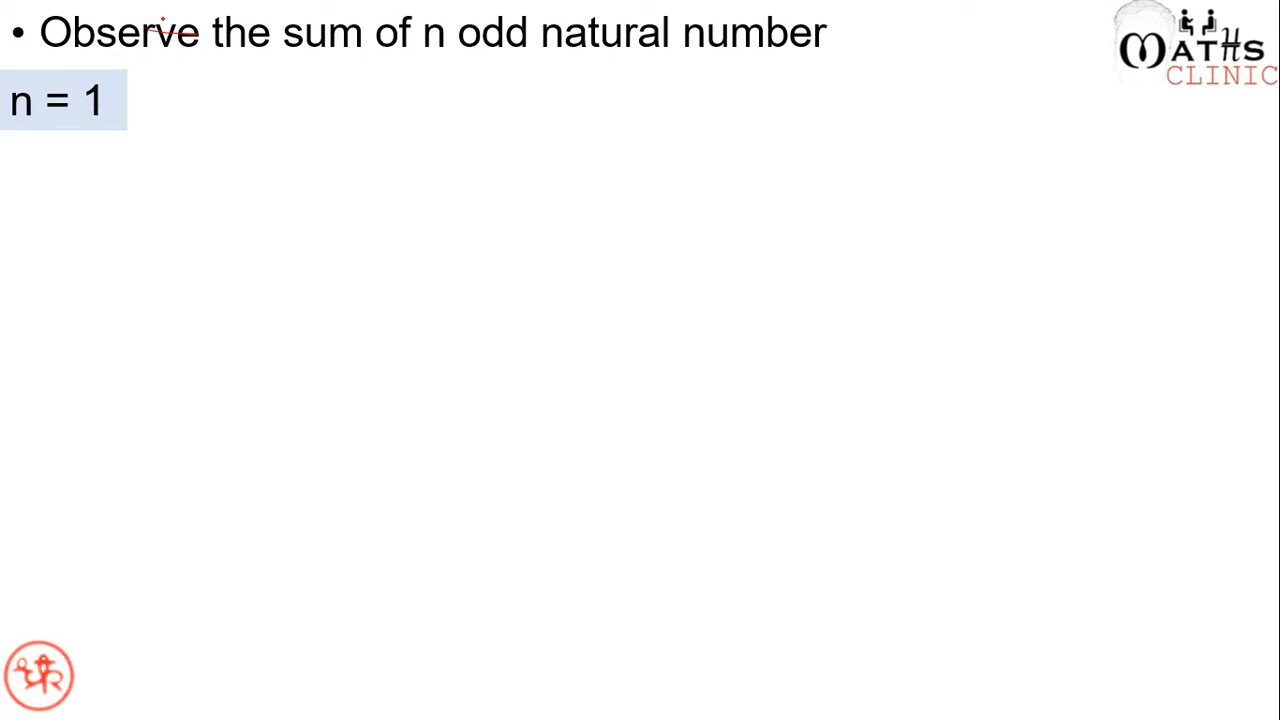 • Observe the sum of n odd natural number
MATHS
CLINIC
n = 1